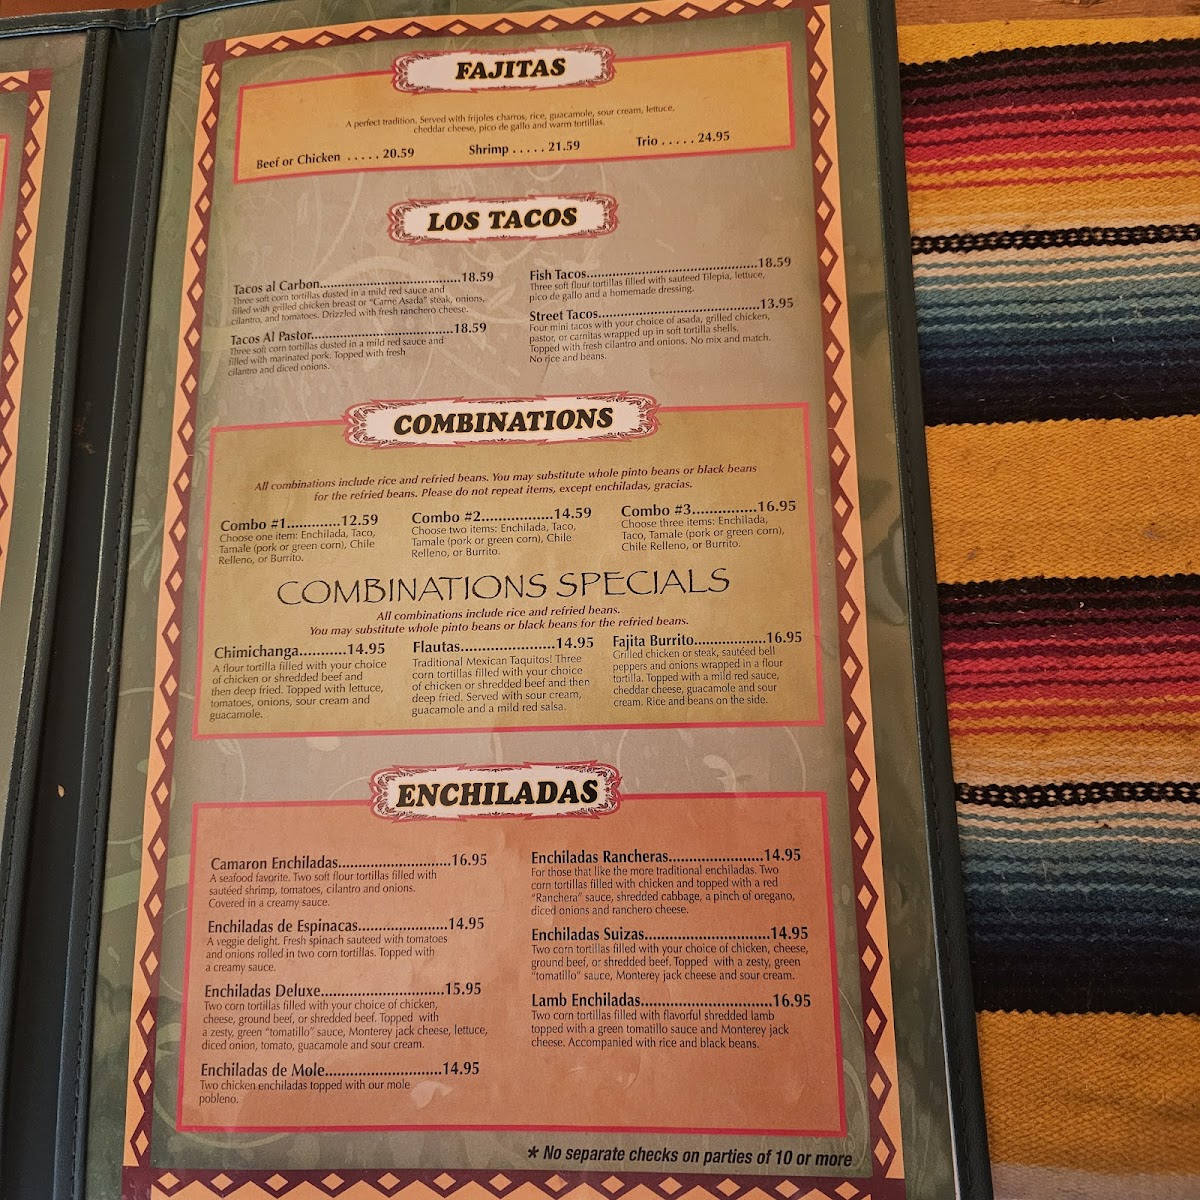 FAJITAS
A perfect tradition. Served with frijoles charros, rice, guacamole, sour cream, lettuce,
cheddar cheese, pico de gallo and warm tortillas.
Beef or Chicken . . . . . 20.59
Shrimp . . . . . 21.59
Trio . . . . . 24.95
LOS TACOS
Tacos al Carbon...................................18.59
Three soft corn tortillas dusted in a mild red sauce and
filled with grilled chicken breast or "Carne Asada" steak, onions,
cilantro, and tomatoes. Drizzled with fresh ranchero cheese.
Tacos Al Pastor...................................18.59
Three soft corn tortillas dusted in a mild red sauce and
filled with marinated pork. Topped with fresh
cilantro and diced onions.
Fish Tacos...........................................18.59
Three soft flour tortillas filled with sauteed Tilepia, lettuce,
pico de gallo and a homemade dressing.
Street Tacos........................................13.95
Four mini tacos with your choice of asada, grilled chicken,
pastor, or carnitas wrapped up in soft tortilla shells.
Topped with fresh cilantro and onions. No mix and match.
No rice and beans.
COMBINATIONS
All combinations include rice and refried beans. You may substitute whole pinto beans or black beans
for the refried beans. Please do not repeat items, except enchiladas, gracias.
Combo #1.............12.59
Choose one item: Enchilada, Taco,
Tamale (pork or green corn), Chile
Relleno, or Burrito.
Combo #2.................14.59
Choose two items: Enchilada, Taco,
Tamale (pork or green corn), Chile
Relleno, or Burrito.
Combo #3................16.95
Choose three items: Enchilada,
Taco, Tamale (pork or green corn),
Chile Relleno, or Burrito.
COMBINATIONS SPECIALS
All combinations include rice and refried beans.
You may substitute whole pinto beans or black beans for the refried beans.
Chimichanga............14.95
A flour tortilla filled with your choice
of chicken or shredded beef and
then deep fried. Topped with lettuce,
tomatoes, onions, sour cream and
guacamole.
Flautas.......................14.95
Traditional Mexican Taquitos! Three
corn tortillas filled with your choice
of chicken or shredded beef and then
deep fried. Served with sour cream,
guacamole and a mild red salsa.
Fajita Burrito.................16.95
Grilled chicken or steak, sautéed bell
peppers and onions wrapped in a flour
tortilla. Topped with a mild red sauce,
cheddar cheese, guacamole and sour
cream. Rice and beans on the side.
ENCHILADAS
Camaron Enchiladas..........................16.95
A seafood favorite. Two soft flour tortillas filled with
sautéed shrimp, tomatoes, cilantro and onions.
Covered in a creamy sauce.
Enchiladas de Espinacas.....................14.95
A veggie delight. Fresh spinach sauteed with tomatoes
and onions rolled in two corn tortillas. Topped with
a creamy sauce.
Enchiladas Deluxe.............................15.95
Two corn tortillas filled with your choice of chicken,
cheese, ground beef, or shredded beef. Topped with
a zesty, green "tomatillo" sauce, Monterey jack cheese, lettuce,
diced onion, tomato, guacamole and sour cream.
Enchiladas de Mole...........................14.95
Two chicken enchiladas topped with our mole
pobleno.
Enchiladas Rancheras......................14.95
For those that like the more traditional enchiladas. Two
corn tortillas filled with chicken and topped with a red
"Ranchera" sauce, shredded cabbage, a pinch of oregano,
diced onions and ranchero cheese.
Enchiladas Suizas.............................14.95
Two corn tortillas filled with your choice of chicken, cheese,
ground beef, or shredded beef. Topped with a zesty, green
"tomatillo" sauce, Monterey jack cheese and sour cream.
Lamb Enchiladas..............................16.95
Two corn tortillas filled with flavorful shredded lamb
topped with a green tomatillo sauce and Monterey jack
cheese. Accompanied with rice and black beans.
* No separate checks on parties of 10 or more